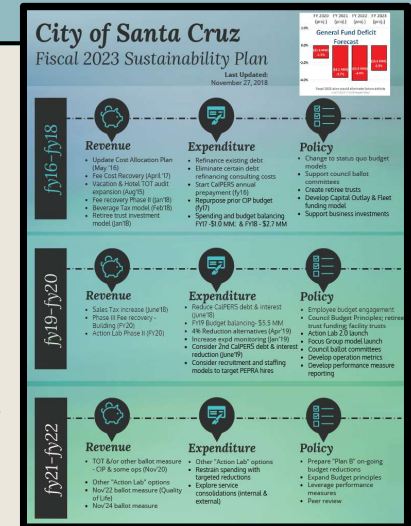 City of Santa Cruz
Fiscal 2023 Sustainability Plan
Last Updated:
November 27, 2018
FY 2020 FY 2021 FY 2022 FY 2023
(proj.) (proj.) (proj.) (proj.)
General Fund Deficit
Forecast
fy16-fy18
Revenue
• Update Cost Allocation Plan
(May '16)
• Fee Cost Recovery (April '17)
• Vacation & Hotel TOT audit
expansion (Aug'15)
• Fee recovery Phase II (Jan'18)
• Beverage Tax model (Feb'18)
• Retiree trust investment
model (Jan'18)
Expenditure
• Refinance existing debt
• Eliminate certain debt
refinancing consulting costs
• Start CalPERS annual
prepayment (fy16)
• Repurpose prior CIP budget
(fy17)
• Spending and budget balancing
FY17 -$1.0 MM; & FY18 - $2.7 MM
Policy
• Change to status quo budget
models
• Support council ballot
committees
• Create retiree trusts
• Develop Capital Outlay & Fleet
funding model
• Support business investments
fy19-fy20
Revenue
• Sales Tax increase (June'18)
• Phase III Fee recovery -
Building (FY20)
• Action Lab Phase II (FY20)
Expenditure
• Reduce CalPERS debt & interest
(June'18)
• FY19 Budget balancing- $5.5 MM
• 4% Reduction alternatives (Apr'19)
• Increase expd monitoring (Jan'19)
• Consider 2nd CalPERS debt & interest
reduction (June'19)
• Consider recruitment and staffing
models to target PEPRA hires
Policy
• Employee budget engagement
• Council Budget Principles; retiree
trust funding; facility trusts
• Action Lab 2.0 launch
• Focus Group model launch
• Council ballot committees
• Develop operation metrics
• Develop performance measure
reporting
fy21-fy22
Revenue
• TOT &/or other ballot measure
- CIP & some ops (Nov'20)
• Other "Action Lab" options
• Nov'22 ballot measure (Quality
of Life)
• Nov'24 ballot measure
Expenditure
• Other "Action Lab" options
• Restrain spending with
targeted reductions
• Explore service
consolidations (internal &
external)
Policy
• Prepare "Plan B" on-going
budget reductions
• Expand Budget principles
• Leverage performance
measures
• Peer review